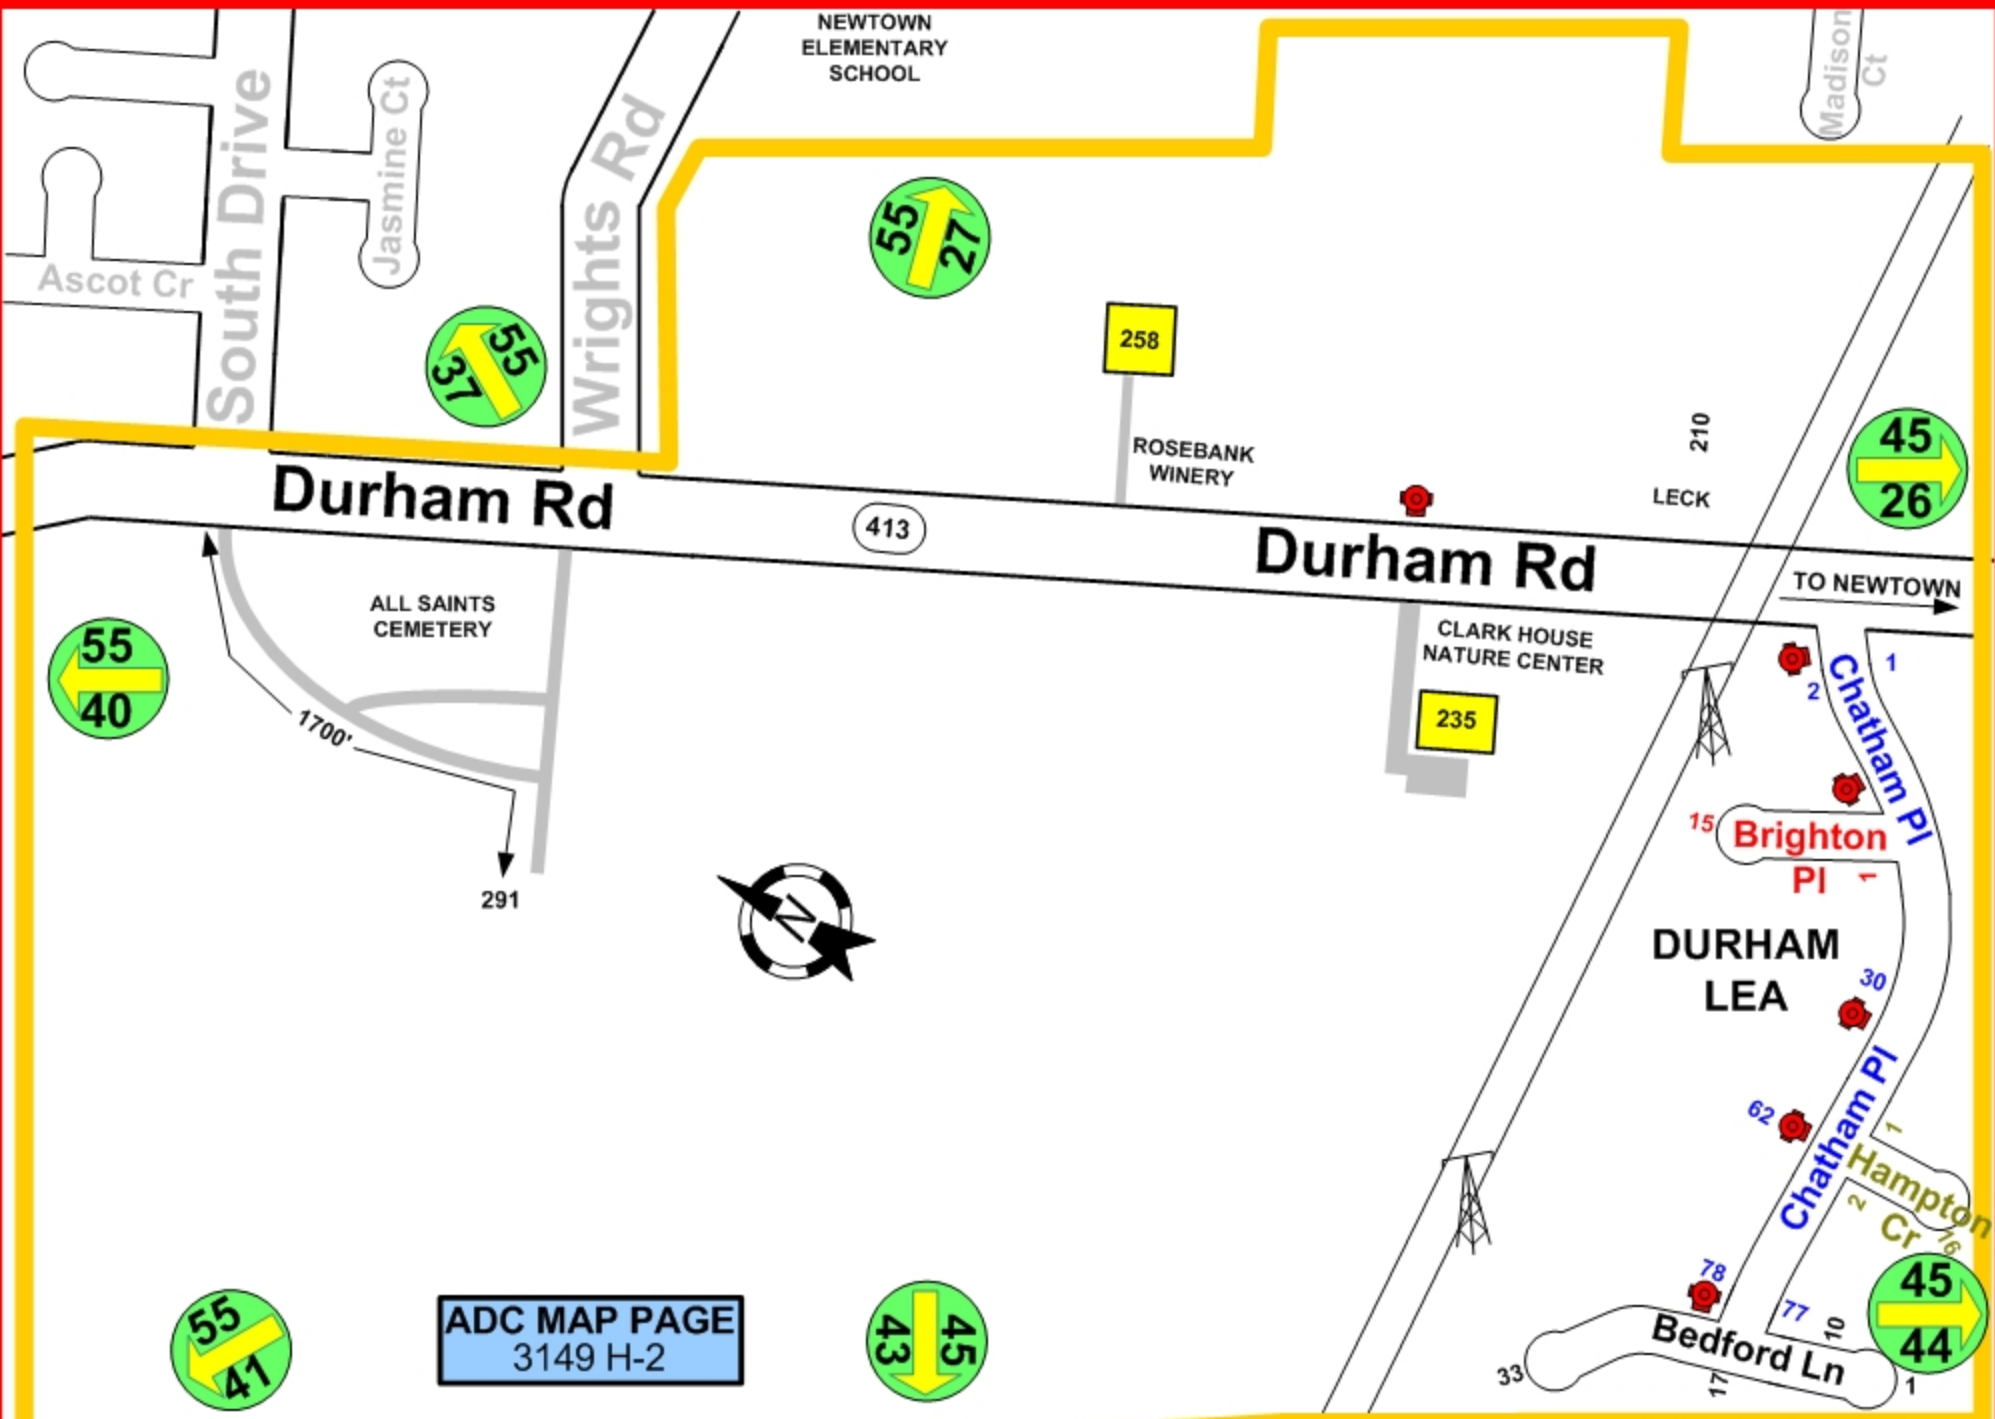 NEWTOWN
ELEMENTARY
SCHOOL
Madison
Ct
South Drive
Jasmine Ct
Wrights Rd
Ascot Cr
55
27
55
37
258
ROSEBANK
WINERY
210
LECK
45
26
Durham Rd
413
Durham Rd
TO NEWTOWN
ALL SAINTS
CEMETERY
CLARK HOUSE
NATURE CENTER
235
55
40
1700'
291
1
2
Chatham Pl
15
Brighton
Pl
1
N
DURHAM
LEA
30
62
Chatham Pl
1
Hampton
Cr
2
16
78
77
10
Bedford Ln
33
17
1
45
44
55
41
ADC MAP PAGE
3149 H-2
45
43